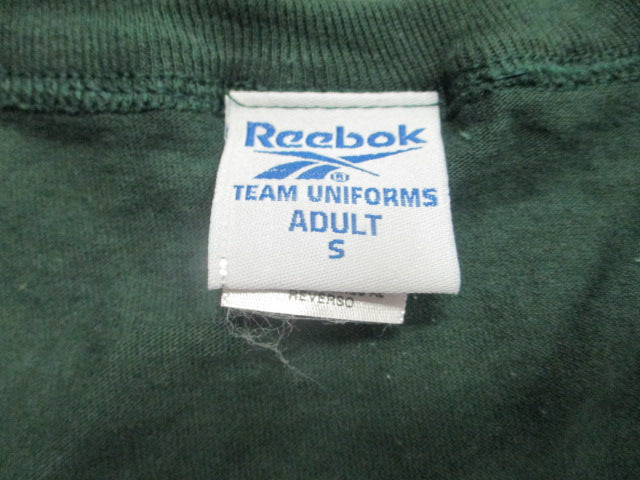 Reebok
®
TEAM UNIFORMS
ADULT
S
REVERSO